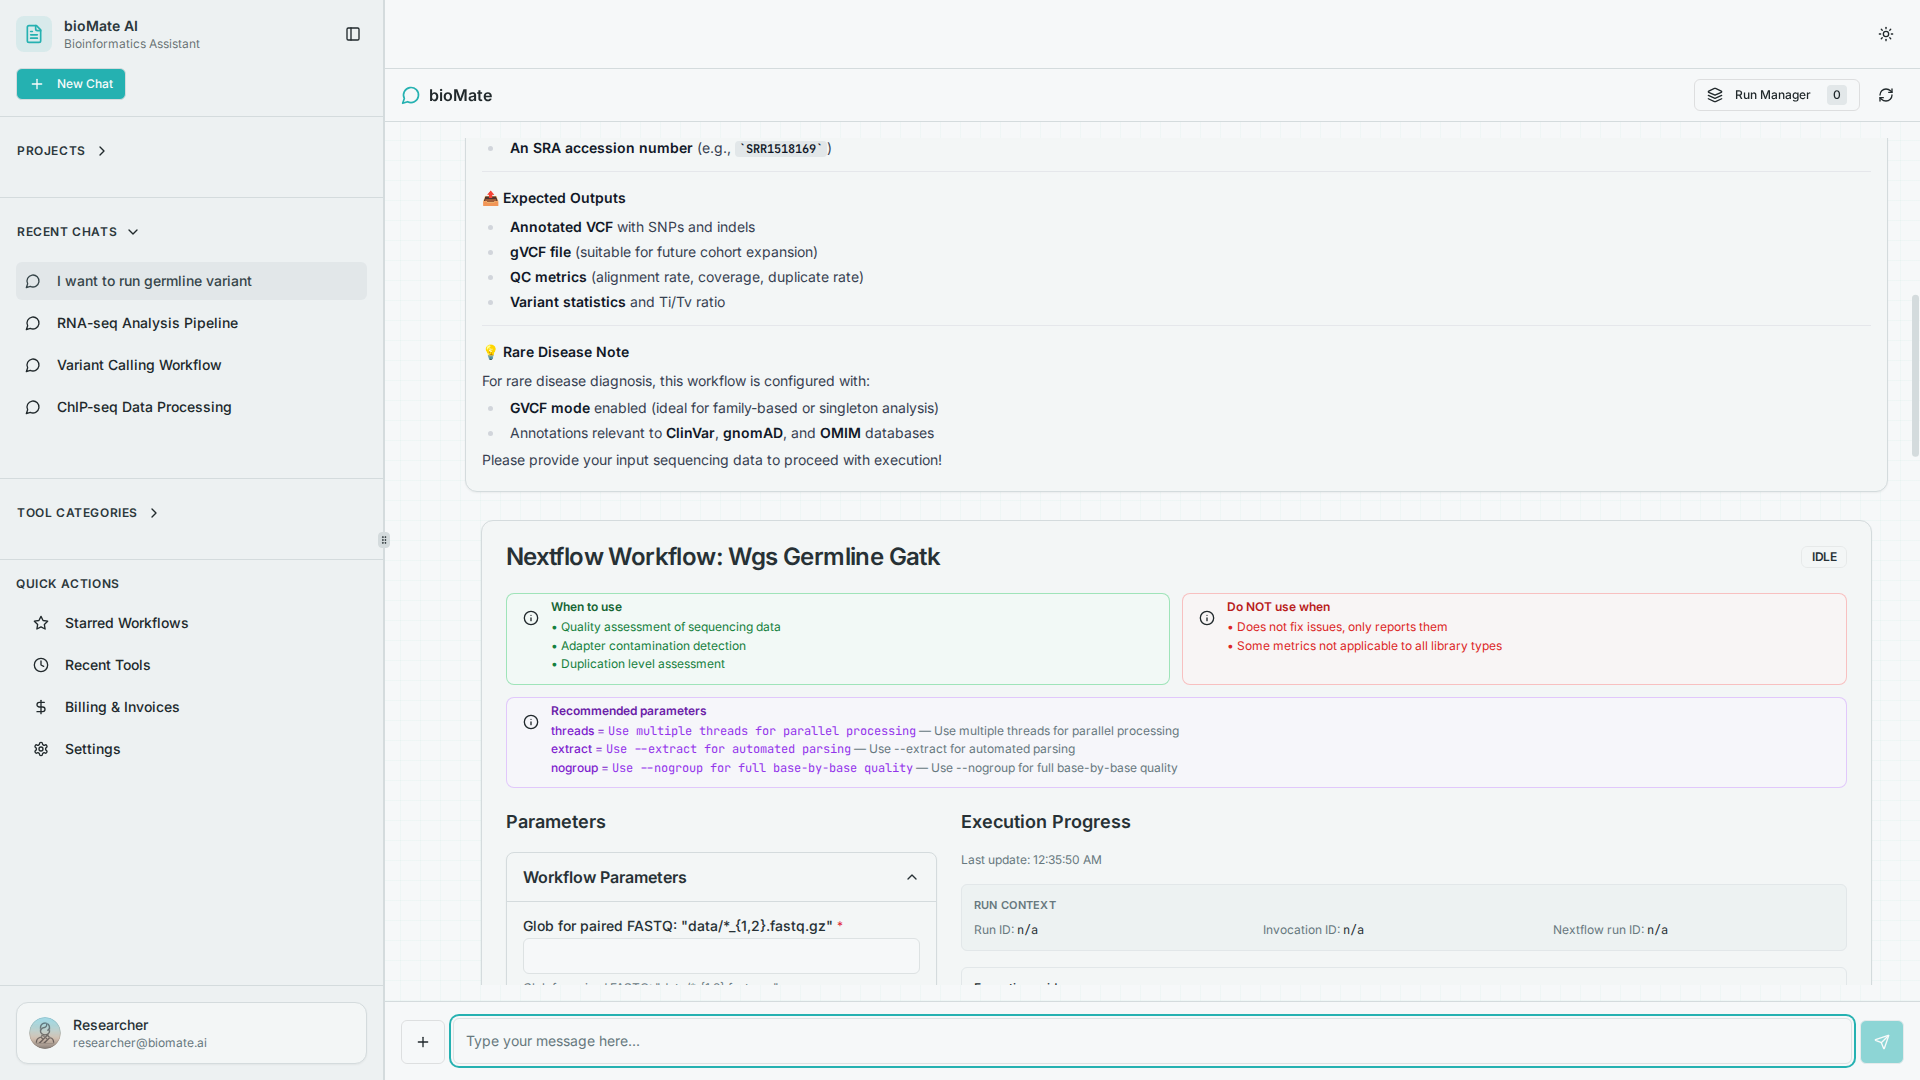 bioMate AI
Bioinformatics Assistant
New Chat
PROJECTS
RECENT CHATS
I want to run germline variant
RNA-seq Analysis Pipeline
Variant Calling Workflow
ChIP-seq Data Processing
TOOL CATEGORIES
QUICK ACTIONS
Starred Workflows
Recent Tools
Billing & Invoices
Settings
Researcher
researcher@biomate.ai
bioMate
Run Manager 0
• An SRA accession number (e.g., `SRR1518169`)
📤 Expected Outputs
• Annotated VCF with SNPs and indels
• gVCF file (suitable for future cohort expansion)
• QC metrics (alignment rate, coverage, duplicate rate)
• Variant statistics and Ti/Tv ratio
💡 Rare Disease Note
For rare disease diagnosis, this workflow is configured with:
• GVCF mode enabled (ideal for family-based or singleton analysis)
• Annotations relevant to ClinVar, gnomAD, and OMIM databases
Please provide your input sequencing data to proceed with execution!
Nextflow Workflow: Wgs Germline Gatk
IDLE
When to use
• Quality assessment of sequencing data
• Adapter contamination detection
• Duplication level assessment
Do NOT use when
• Does not fix issues, only reports them
• Some metrics not applicable to all library types
Recommended parameters
threads = Use multiple threads for parallel processing — Use multiple threads for parallel processing
extract = Use --extract for automated parsing — Use --extract for automated parsing
nogroup = Use --nogroup for full base-by-base quality — Use --nogroup for full base-by-base quality
Parameters
Workflow Parameters
Glob for paired FASTQ: "data/*_{1,2}.fastq.gz" *
Execution Progress
Last update: 12:35:50 AM
RUN CONTEXT
Run ID: n/a
Invocation ID: n/a
Nextflow run ID: n/a
Type your message here...